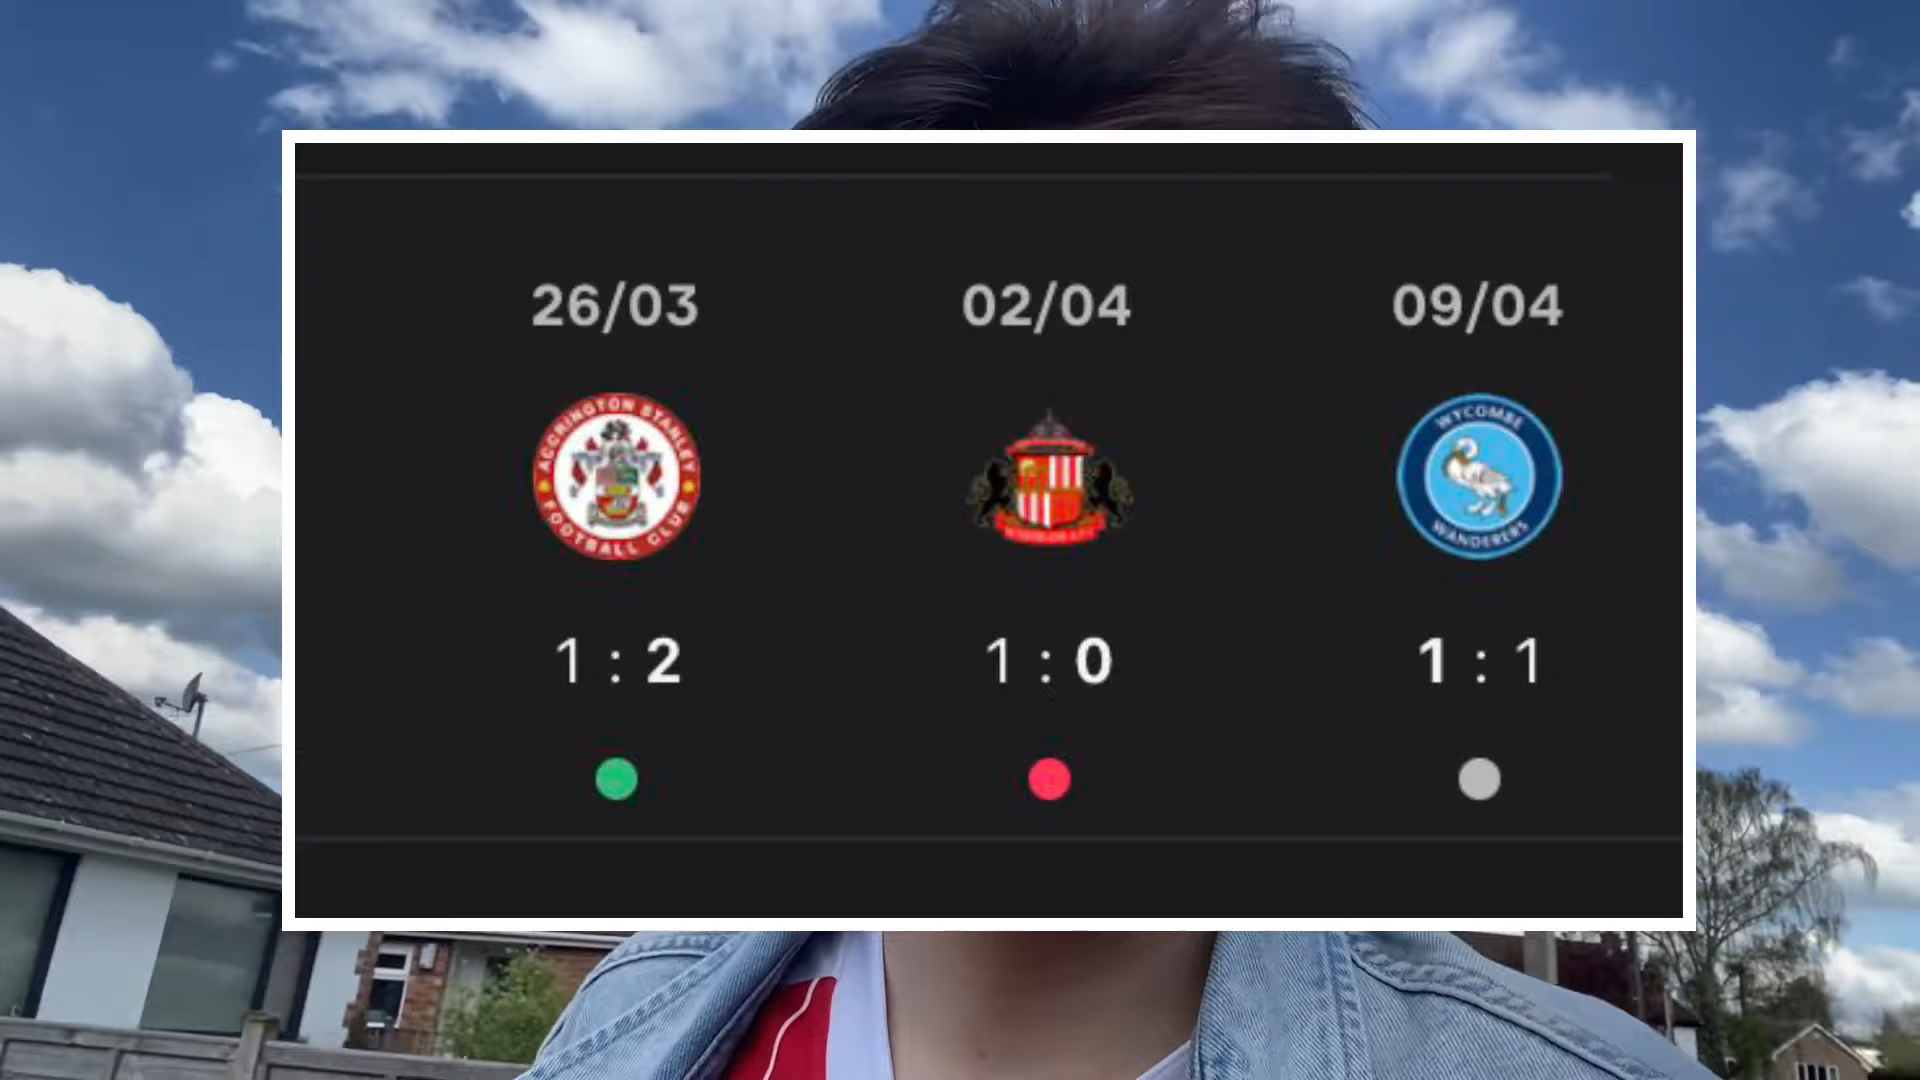 26/03 02/04 09/04
ACCRINGTON STANLEY
FOOTBALL CLUB
WYCOMBE
WANDERERS
1 : 2 1 : 0 1 : 1